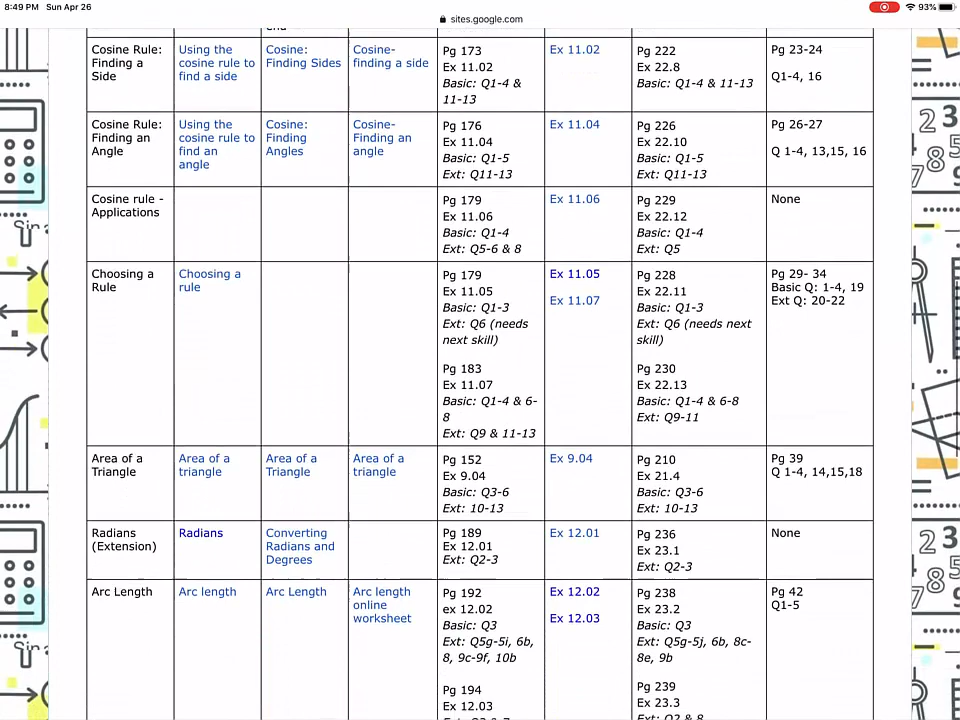 8:49 PM Sun Apr 26
93%
sites.google.com
Cosine Rule:
Finding a
Side
Using the
cosine rule to
find a side
Cosine:
Finding Sides
Cosine-
finding a side
Pg 173
Ex 11.02
Basic: Q1-4 &
11-13
Ex 11.02
Pg 222
Ex 22.8
Basic: Q1-4 & 11-13
Pg 23-24
Q1-4, 16
Cosine Rule:
Finding an
Angle
Using the
cosine rule to
find an
angle
Cosine:
Finding
Angles
Cosine-
Finding an
angle
Pg 176
Ex 11.04
Basic: Q1-5
Ext: Q11-13
Ex 11.04
Pg 226
Ex 22.10
Basic: Q1-5
Ext: Q11-13
Pg 26-27
Q 1-4, 13,15, 16
Cosine rule -
Applications
Pg 179
Ex 11.06
Basic: Q1-4
Ext: Q5-6 & 8
Ex 11.06
Pg 229
Ex 22.12
Basic: Q1-4
Ext: Q5
None
Choosing a
Rule
Choosing a
rule
Pg 179
Ex 11.05
Basic: Q1-3
Ext: Q6 (needs
next skill)
Pg 183
Ex 11.07
Basic: Q1-4 & 6-
8
Ext: Q9 & 11-13
Ex 11.05
Ex 11.07
Pg 228
Ex 22.11
Basic: Q1-3
Ext: Q6 (needs next
skill)
Pg 230
Ex 22.13
Basic: Q1-4 & 6-8
Ext: Q9-11
Pg 29- 34
Basic Q: 1-4, 19
Ext Q: 20-22
Area of a
Triangle
Area of a
triangle
Area of a
Triangle
Area of a
triangle
Pg 152
Ex 9.04
Basic: Q3-6
Ext: 10-13
Ex 9.04
Pg 210
Ex 21.4
Basic: Q3-6
Ext: 10-13
Pg 39
Q 1-4, 14,15,18
Radians
(Extension)
Radians
Converting
Radians and
Degrees
Pg 189
Ex 12.01
Ext: Q2-3
Ex 12.01
Pg 236
Ex 23.1
Ext: Q2-3
None
Arc Length
Arc length
Arc Length
Arc length
online
worksheet
Pg 192
ex 12.02
Basic: Q3
Ext: Q5g-5i, 6b,
8, 9c-9f, 10b
Pg 194
Ex 12.03
Ex 12.02
Ex 12.03
Pg 238
Ex 23.2
Basic: Q3
Ext: Q5g-5j, 6b, 8c-
8e, 9b
Pg 239
Ex 23.3
Pg 42
Q1-5